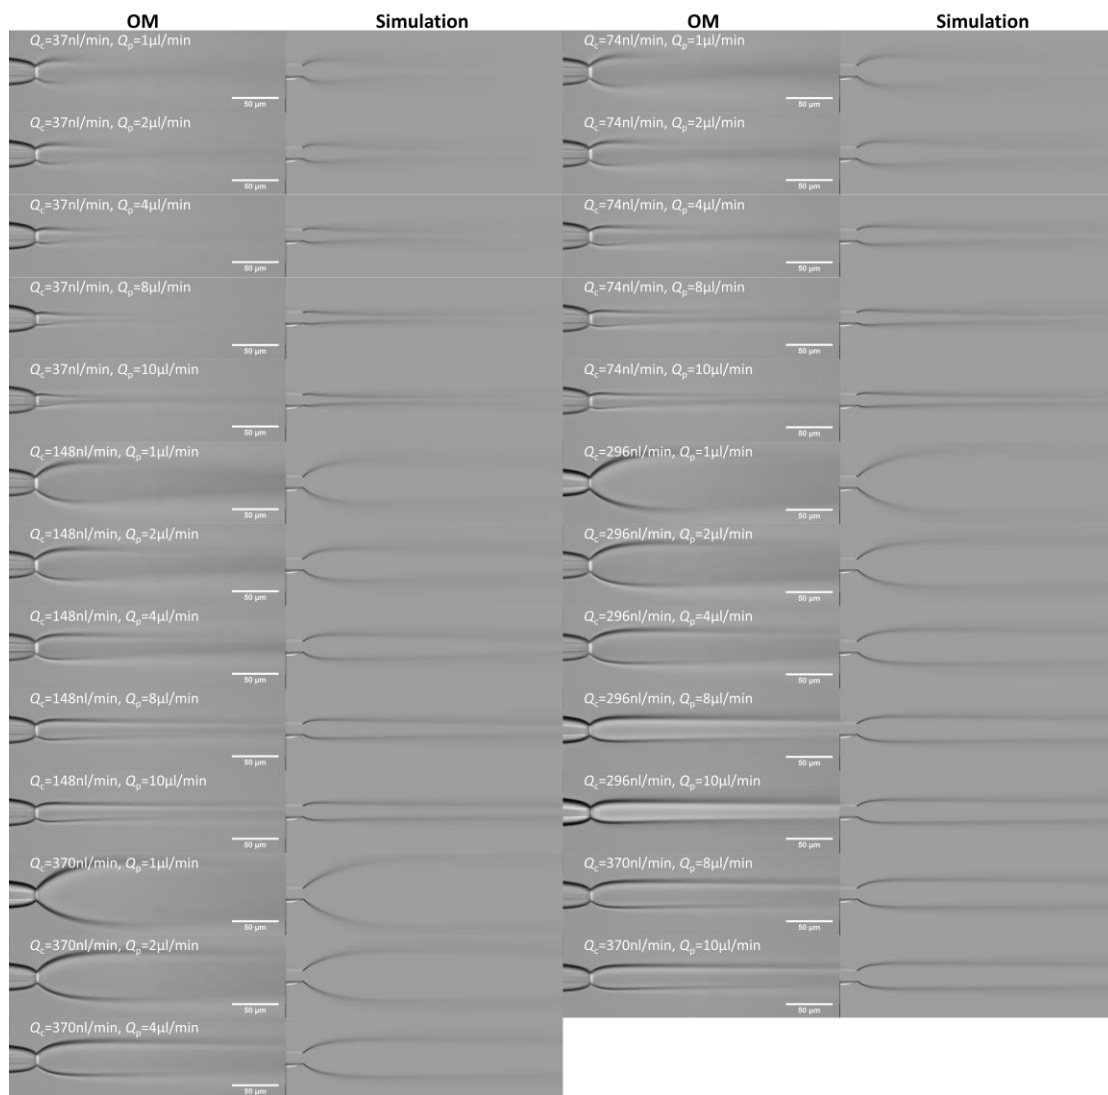 OM Simulation OM Simulation
Qc=37nl/min, Qp=1µl/min
50 µm
Qc=74nl/min, Qp=1µl/min
50 µm
Qc=37nl/min, Qp=2µl/min
50 µm
Qc=74nl/min, Qp=2µl/min
50 µm
Qc=37nl/min, Qp=4µl/min
50 µm
Qc=74nl/min, Qp=4µl/min
50 µm
Qc=37nl/min, Qp=8µl/min
50 µm
Qc=74nl/min, Qp=8µl/min
50 µm
Qc=37nl/min, Qp=10µl/min
50 µm
Qc=74nl/min, Qp=10µl/min
50 µm
Qc=148nl/min, Qp=1µl/min
50 µm
Qc=296nl/min, Qp=1µl/min
50 µm
Qc=148nl/min, Qp=2µl/min
50 µm
Qc=296nl/min, Qp=2µl/min
50 µm
Qc=148nl/min, Qp=4µl/min
50 µm
Qc=296nl/min, Qp=4µl/min
50 µm
Qc=148nl/min, Qp=8µl/min
50 µm
Qc=296nl/min, Qp=8µl/min
50 µm
Qc=148nl/min, Qp=10µl/min
50 µm
Qc=296nl/min, Qp=10µl/min
50 µm
Qc=370nl/min, Qp=1µl/min
50 µm
Qc=370nl/min, Qp=8µl/min
50 µm
Qc=370nl/min, Qp=2µl/min
50 µm
Qc=370nl/min, Qp=10µl/min
50 µm
Qc=370nl/min, Qp=4µl/min
50 µm